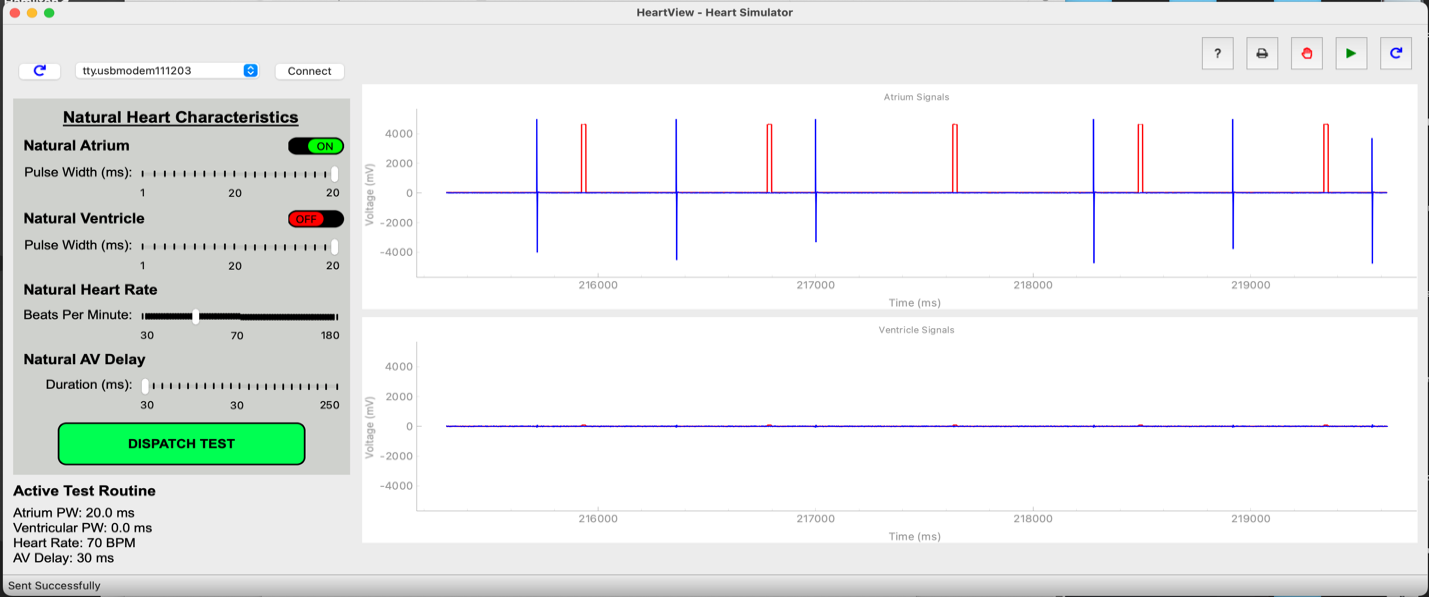 HeartView - Heart Simulator
tty.usbmodem111203
Connect
?
Natural Heart Characteristics
Natural Atrium
ON
Pulse Width (ms):
1 20 20
Natural Ventricle
OFF
Pulse Width (ms):
1 20 20
Natural Heart Rate
Beats Per Minute:
30 70 180
Natural AV Delay
Duration (ms):
30 30 250
DISPATCH TEST
Active Test Routine
Atrium PW: 20.0 ms
Ventricular PW: 0.0 ms
Heart Rate: 70 BPM
AV Delay: 30 ms
Sent Successfully
Atrium Signals
Voltage (mV)
4000
2000
0
-2000
-4000
216000 217000 218000 219000
Time (ms)
Ventricle Signals
Voltage (mV)
4000
2000
0
-2000
-4000
216000 217000 218000 219000
Time (ms)